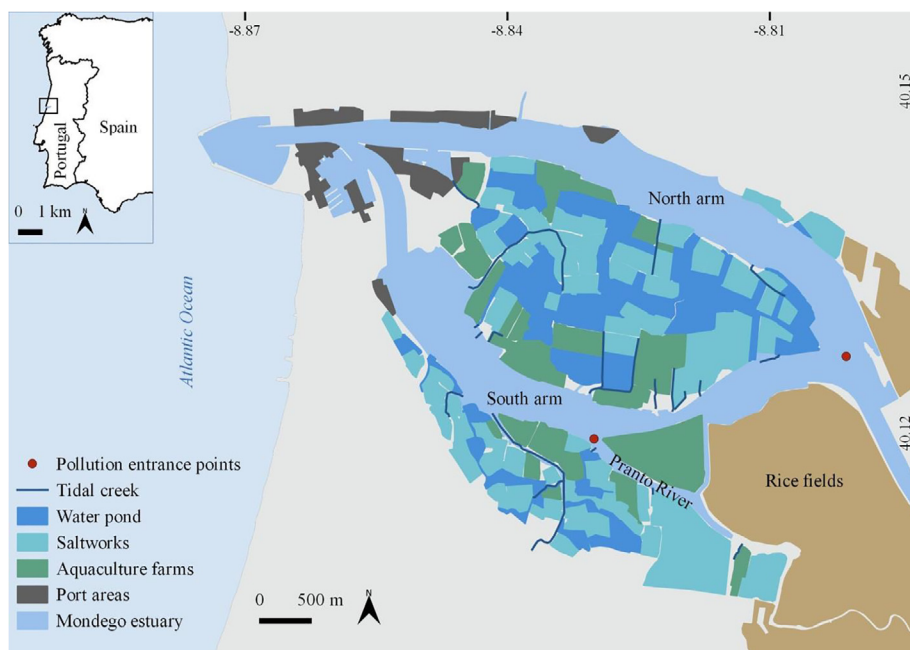 -8.87
-8.84
-8.81
40.15
Spain
Portugal
0 1 km
N
North arm
Atlantic Ocean
South arm
40.12
Pranto River
Rice fields
Pollution entrance points
Tidal creek
Water pond
Saltworks
Aquaculture farms
Port areas
Mondego estuary
0 500 m
N